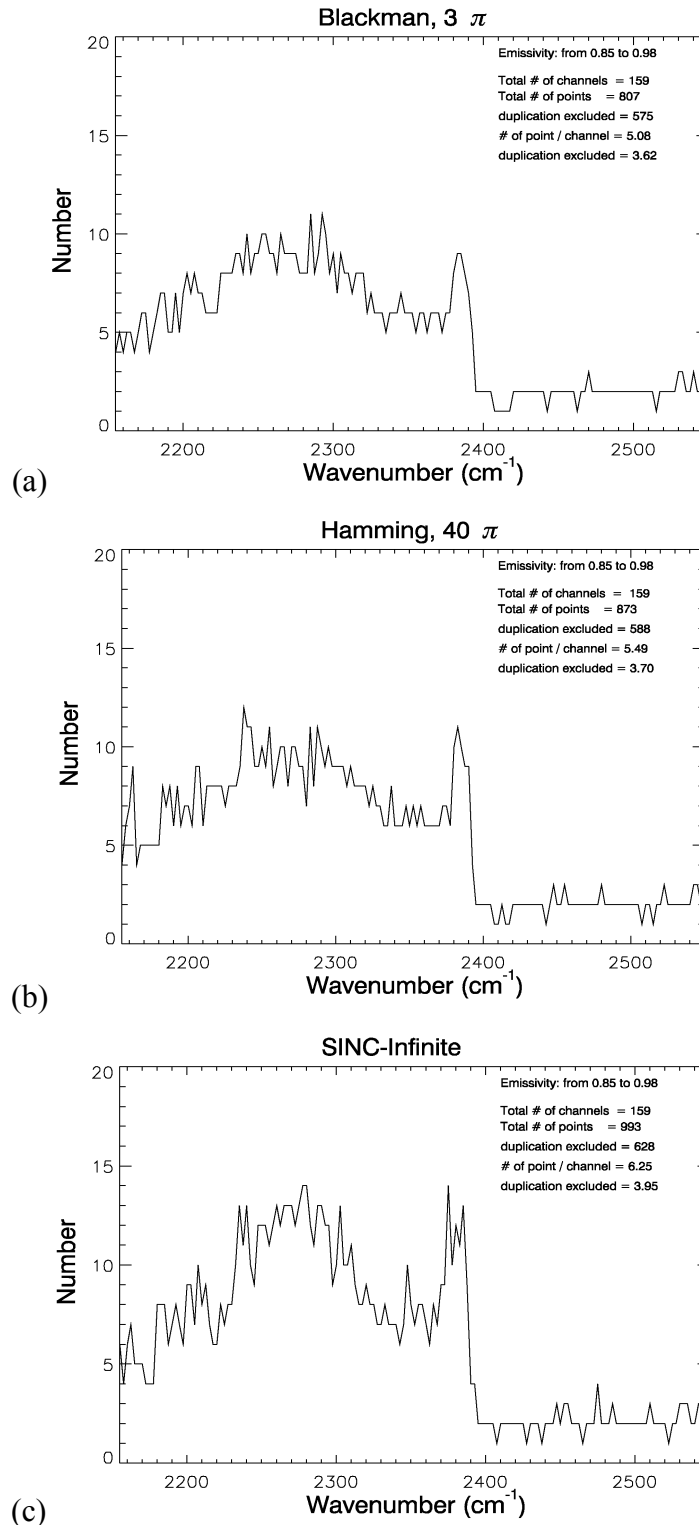 Blackman, 3 π
Emissivity: from 0.85 to 0.98
Total # of channels = 159
Total # of points = 807
duplication excluded = 575
# of point / channel = 5.08
duplication excluded = 3.62
20
15
10
5
0
Number
2200 2300 2400 2500
Wavenumber (cm⁻¹)
(a)
Hamming, 40 π
Emissivity: from 0.85 to 0.98
Total # of channels = 159
Total # of points = 873
duplication excluded = 588
# of point / channel = 5.49
duplication excluded = 3.70
20
15
10
5
0
Number
2200 2300 2400 2500
Wavenumber (cm⁻¹)
(b)
SINC-Infinite
Emissivity: from 0.85 to 0.98
Total # of channels = 159
Total # of points = 993
duplication excluded = 628
# of point / channel = 6.25
duplication excluded = 3.95
20
15
10
5
0
Number
2200 2300 2400 2500
Wavenumber (cm⁻¹)
(c)